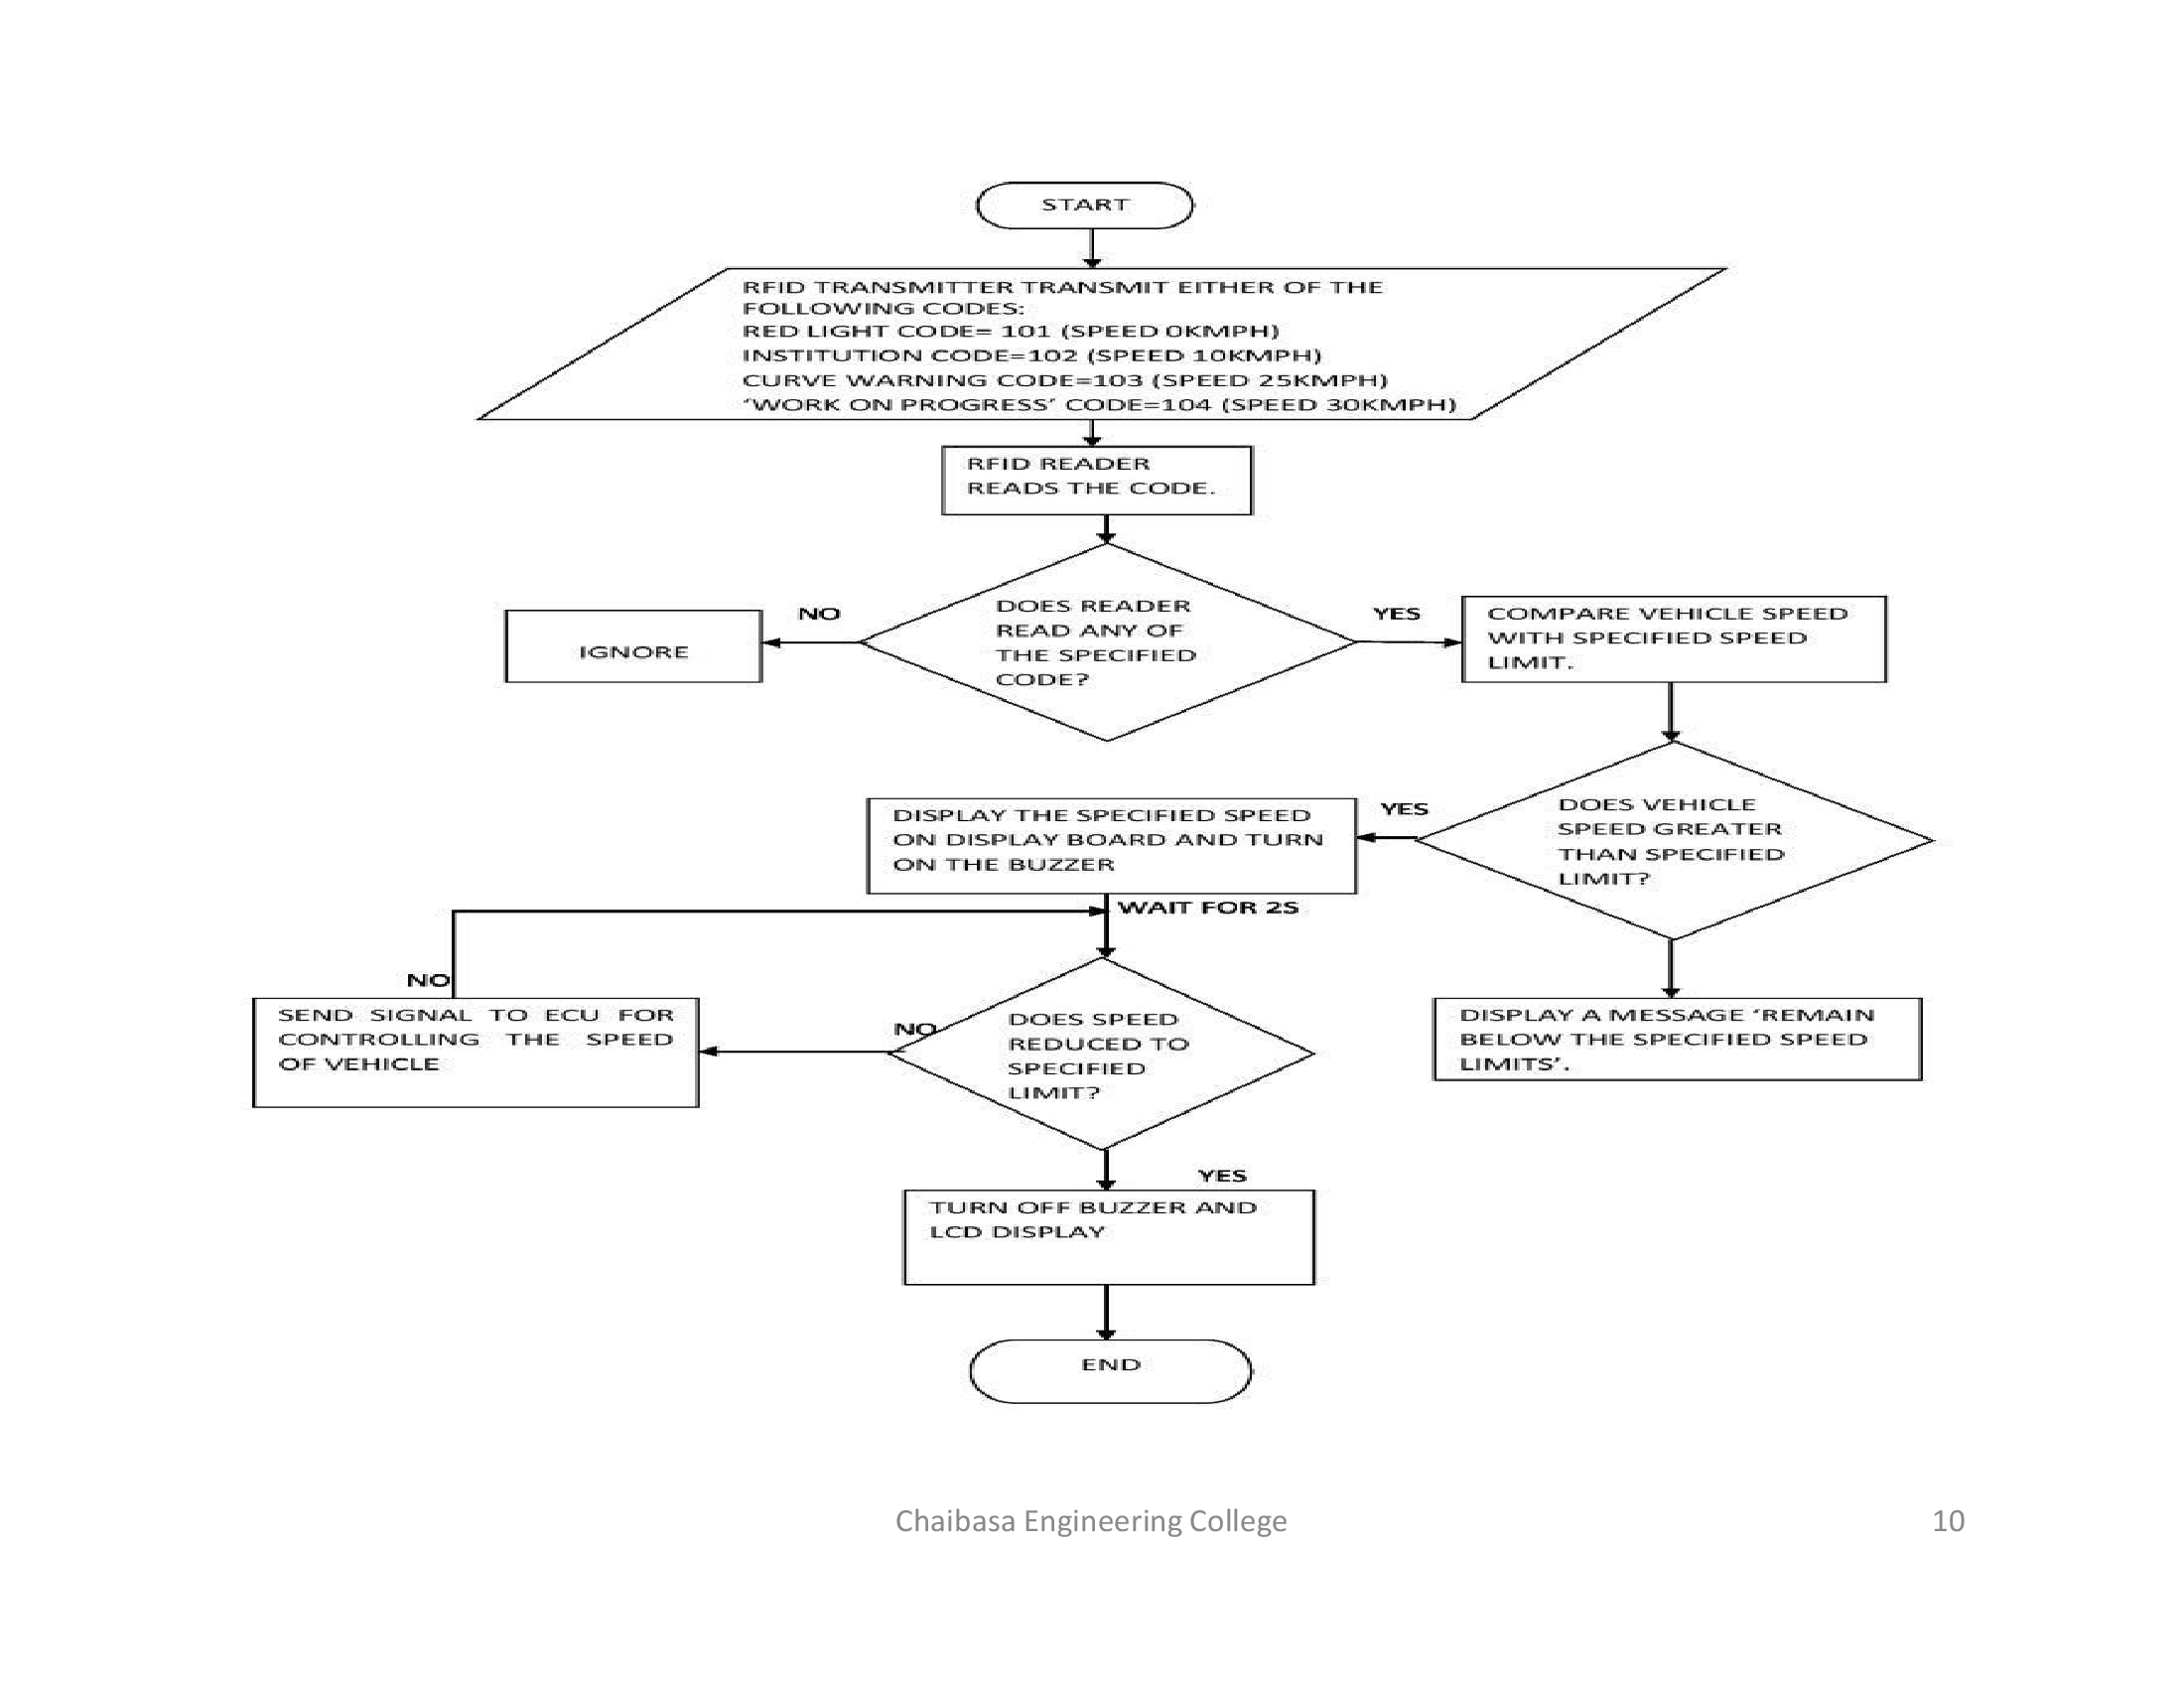 START
RFID TRANSMITTER TRANSMIT EITHER OF THE
FOLLOWING CODES:
RED LIGHT CODE= 101 (SPEED 0KMPH)
INSTITUTION CODE=102 (SPEED 10KMPH)
CURVE WARNING CODE=103 (SPEED 25KMPH)
‘WORK ON PROGRESS’ CODE=104 (SPEED 30KMPH)
RFID READER
READS THE CODE.
DOES READER
READ ANY OF
THE SPECIFIED
CODE?
NO
IGNORE
YES
COMPARE VEHICLE SPEED
WITH SPECIFIED SPEED
LIMIT.
DOES VEHICLE
SPEED GREATER
THAN SPECIFIED
LIMIT?
YES
DISPLAY THE SPECIFIED SPEED
ON DISPLAY BOARD AND TURN
ON THE BUZZER
WAIT FOR 2S
DISPLAY A MESSAGE ‘REMAIN
BELOW THE SPECIFIED SPEED
LIMITS’.
DOES SPEED
REDUCED TO
SPECIFIED
LIMIT?
NO
NO
SEND SIGNAL TO ECU FOR
CONTROLLING THE SPEED
OF VEHICLE
YES
TURN OFF BUZZER AND
LCD DISPLAY
END
Chaibasa Engineering College
10